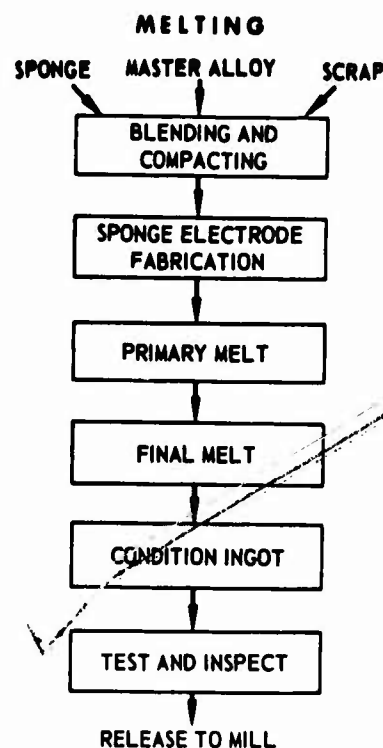 MELTING
SPONGE MASTER ALLOY SCRAP
BLENDING AND
COMPACTING
SPONGE ELECTRODE
FABRICATION
PRIMARY MELT
FINAL MELT
CONDITION INGOT
TEST AND INSPECT
RELEASE TO MILL